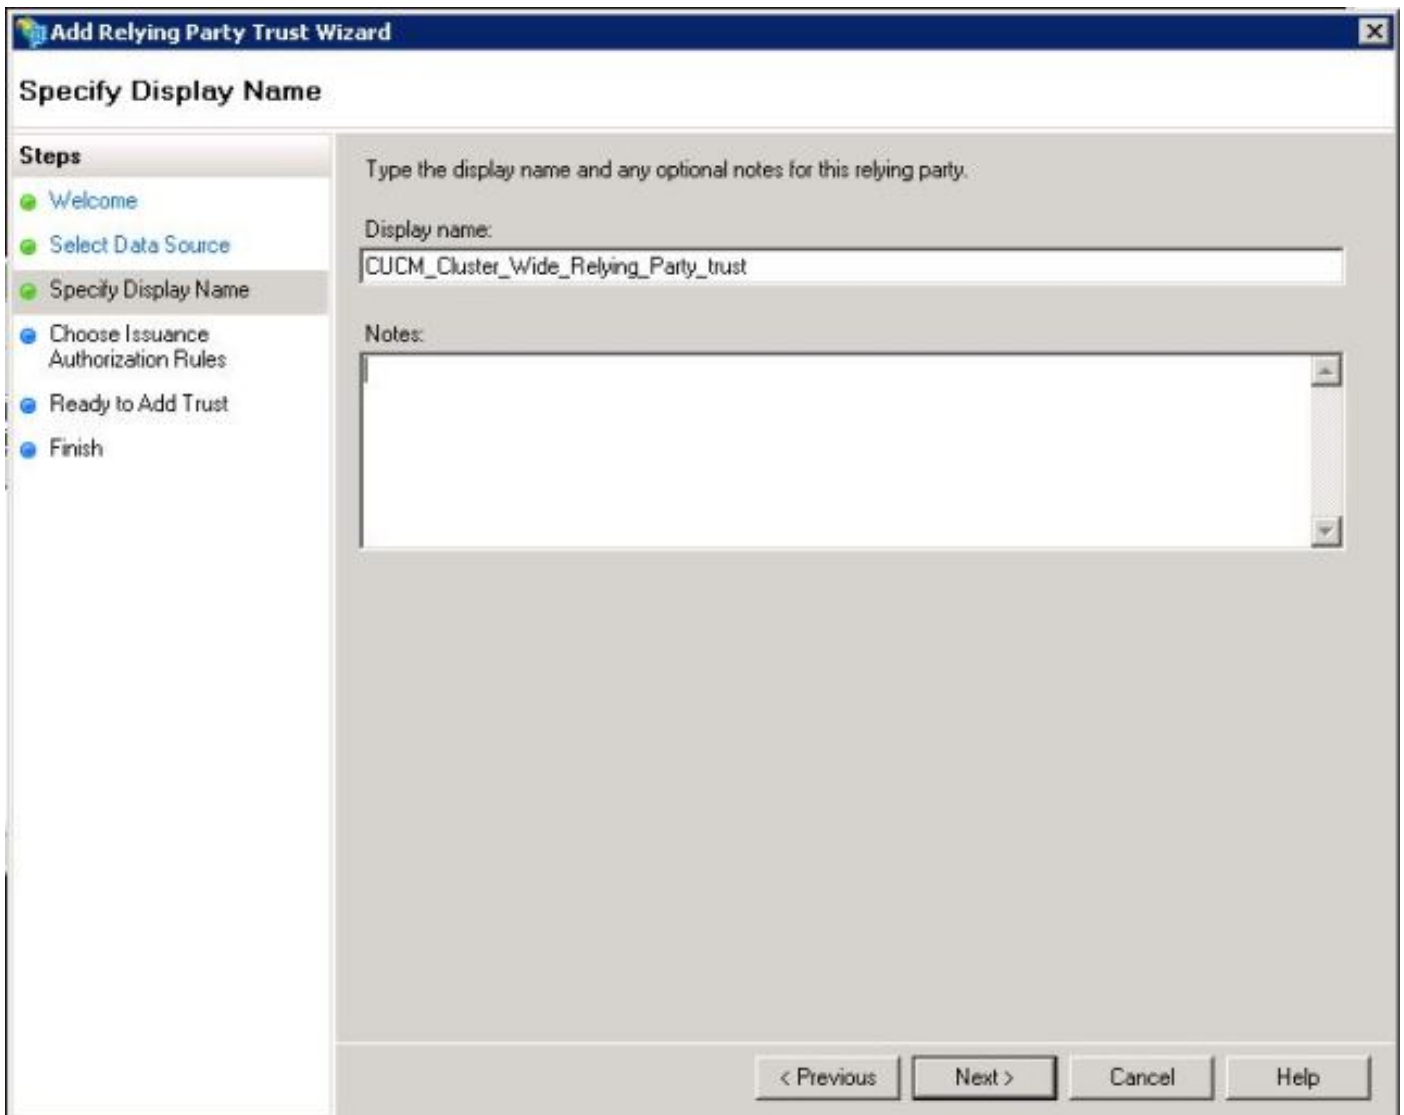 Add Relying Party Trust Wizard
Specify Display Name
Steps
Welcome
Select Data Source
Specify Display Name
Choose Issuance
Authorization Rules
Ready to Add Trust
Finish
Type the display name and any optional notes for this relying party.
Display name:
CUCM_Cluster_Wide_Relying_Party_trust
Notes:
< Previous
Next >
Cancel
Help